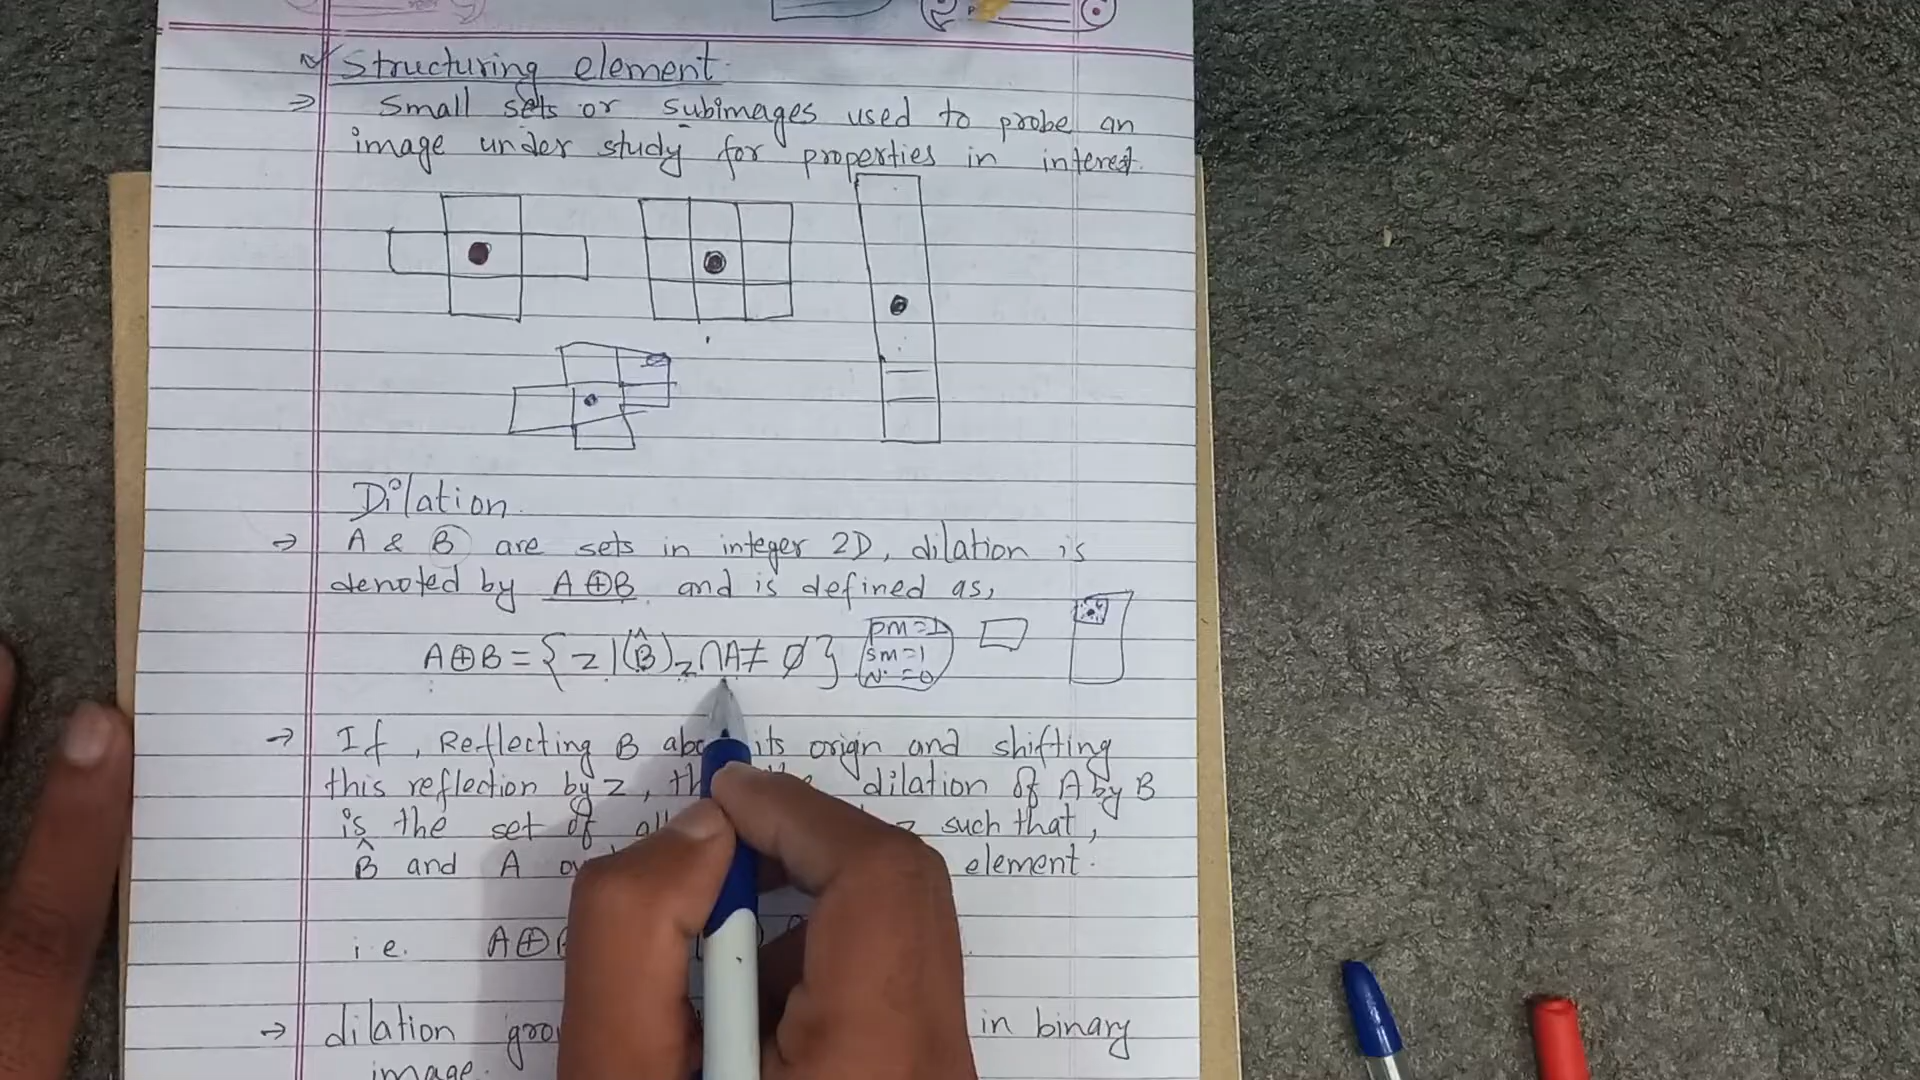 Structuring element
⇒ Small sets or subimages used to probe an
image under study for properties in interest.
Dilation.
→ A & B are sets in integer 2D, dilation is
denoted by A⊕B and is defined as,
A⊕B = {z|(B̂)z∩A≠ ∅}
pm=1
sm=1
N·=0
→ If, Reflecting B its origin and shifting
this reflection by z, dilation of A by B
is the set of z such that,
B̂ and A element.
i.e. A⊕
→ dilation in binary
image.